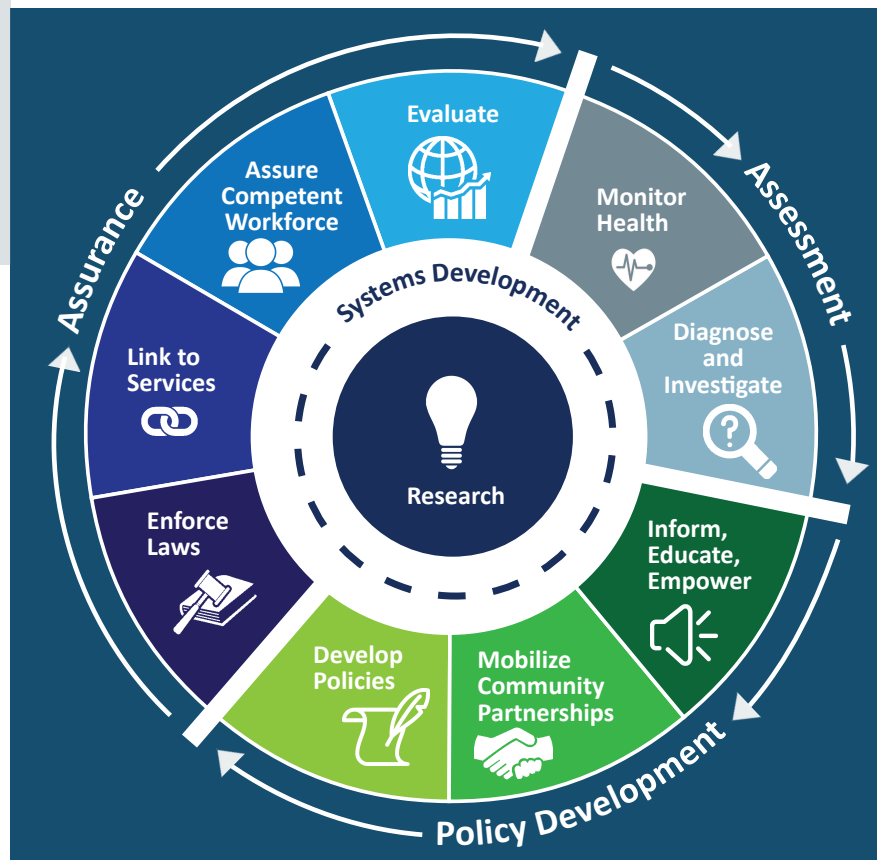 Evaluate
Monitor
Health
Diagnose
and
Investigate
Inform,
Educate,
Empower
Mobilize
Community
Partnerships
Develop
Policies
Enforce
Laws
Link to
Services
Assure
Competent
Workforce
Systems Development
Research
?
Assessment
Policy Development
Assurance